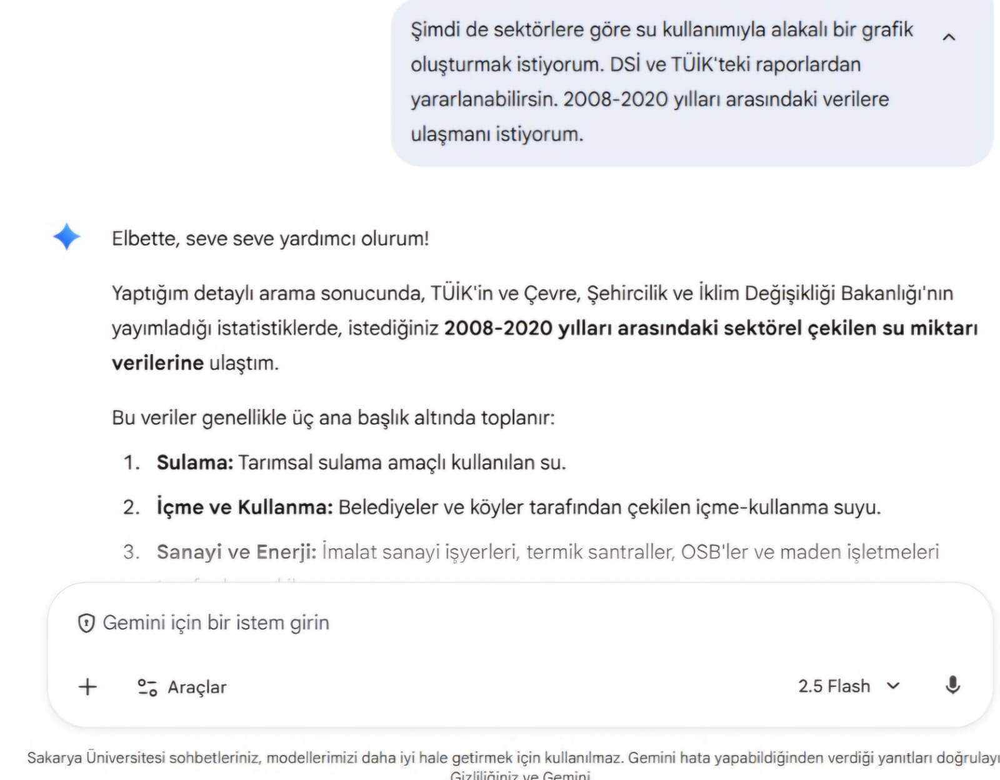 Şimdi de sektörlere göre su kullanımıyla alakalı bir grafik
oluşturmak istiyorum. DSİ ve TÜİK'teki raporlardan
yararlanabilirsin. 2008-2020 yılları arasındaki verilere
ulaşmanı istiyorum.
Elbette, seve seve yardımcı olurum!
Yaptığım detaylı arama sonucunda, TÜİK'in ve Çevre, Şehircilik ve İklim Değişikliği Bakanlığı'nın
yayımladığı istatistiklerde, istediğiniz 2008-2020 yılları arasındaki sektörel çekilen su miktarı
verilerine ulaştım.
Bu veriler genellikle üç ana başlık altında toplanır:
1. Sulama: Tarımsal sulama amaçlı kullanılan su.
2. İçme ve Kullanma: Belediyeler ve köyler tarafından çekilen içme-kullanma suyu.
3. Sanayi ve Enerji: İmalat sanayi işyerleri, termik santraller, OSB'ler ve maden işletmeleri
Gemini için bir istem girin
Araçlar
2.5 Flash
Sakarya Üniversitesi sohbetleriniz, modellerimizi daha iyi hale getirmek için kullanılmaz. Gemini hata yapabildiğinden verdiği yanıtları doğrulayı
Gizliliğiniz ve Gemini